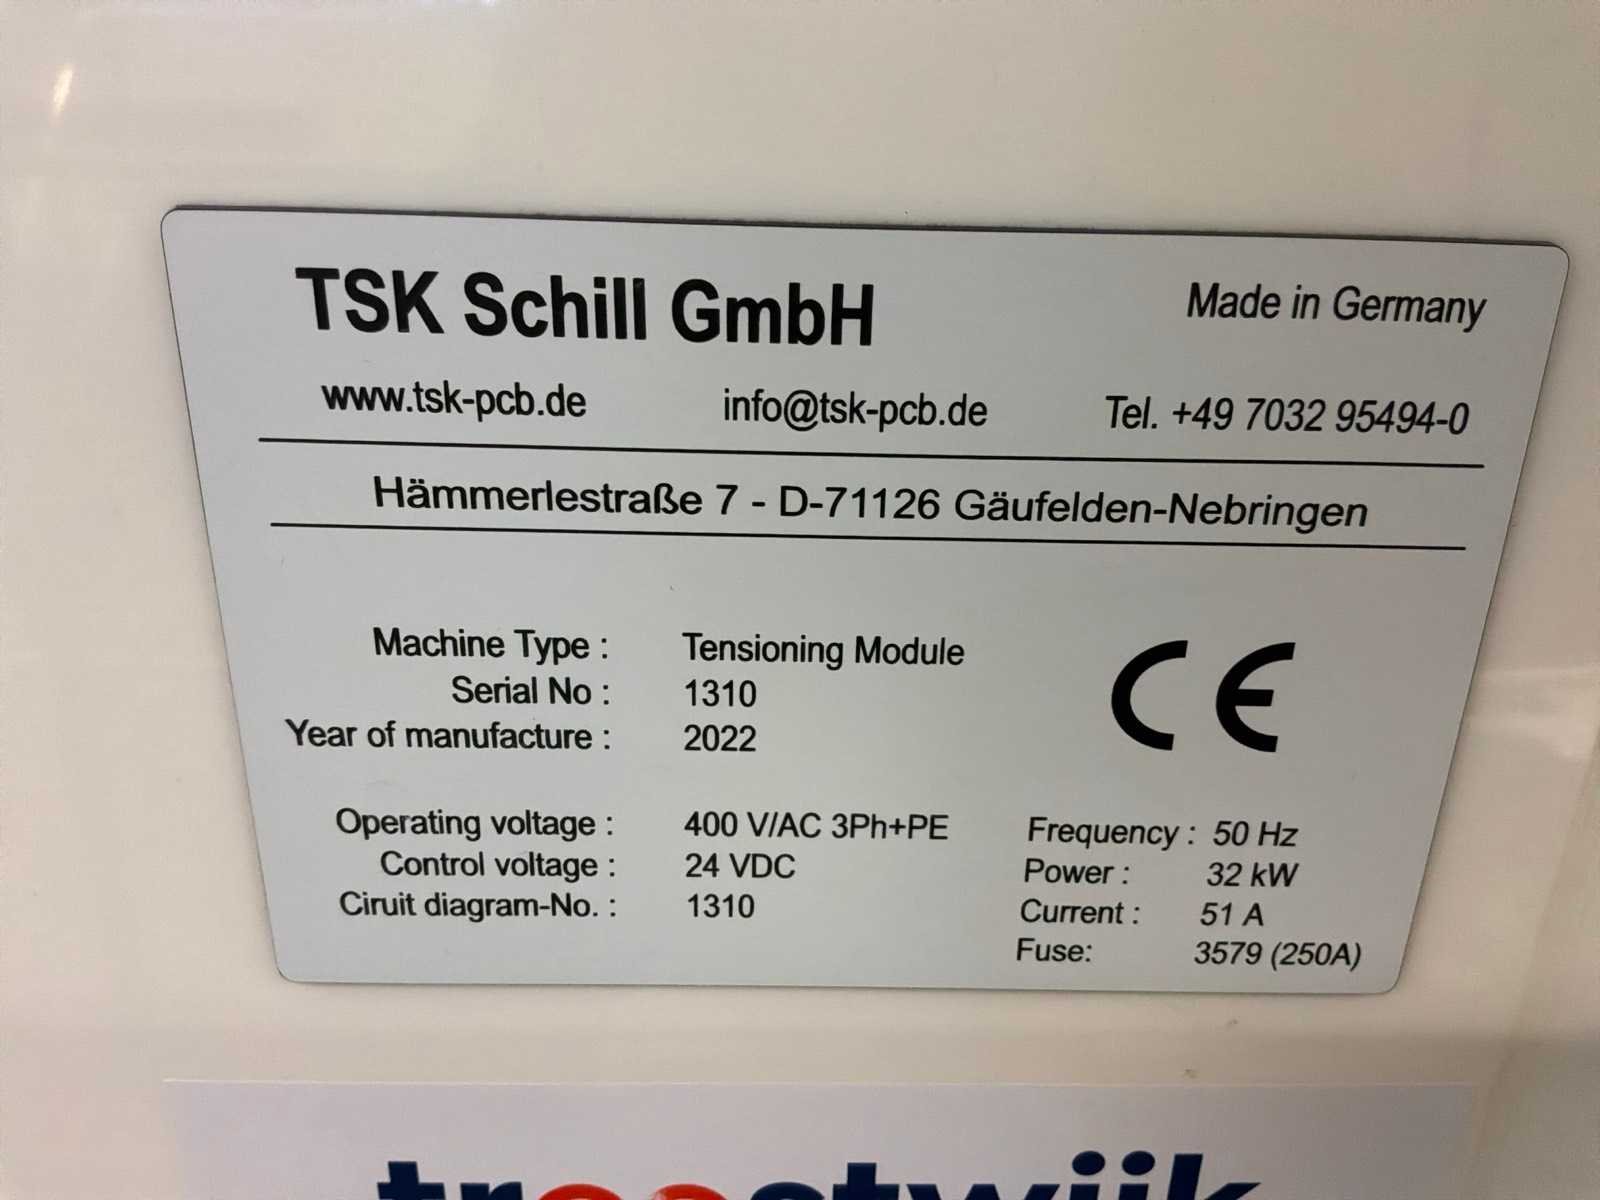 TSK Schill GmbH Made in Germany
www.tsk-pcb.de info@tsk-pcb.de Tel. +49 7032 95494-0
Hämmerlestraße 7 - D-71126 Gäufelden-Nebringen
Machine Type : Tensioning Module
Serial No : 1310
Year of manufacture : 2022
CE
Operating voltage : 400 V/AC 3Ph+PE Frequency : 50 Hz
Control voltage : 24 VDC Power : 32 kW
Ciruit diagram-No. : 1310 Current : 51 A
Fuse: 3579 (250A)
troostwijk